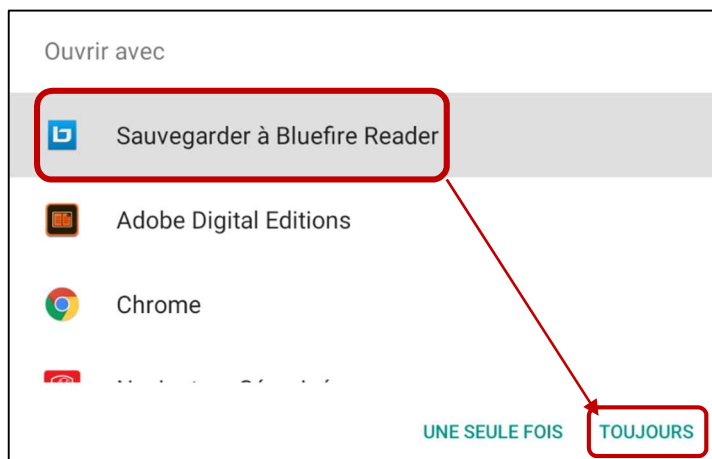 Ouvrir avec
Sauvegarder à Bluefire Reader
Adobe Digital Editions
Chrome
UNE SEULE FOIS TOUJOURS